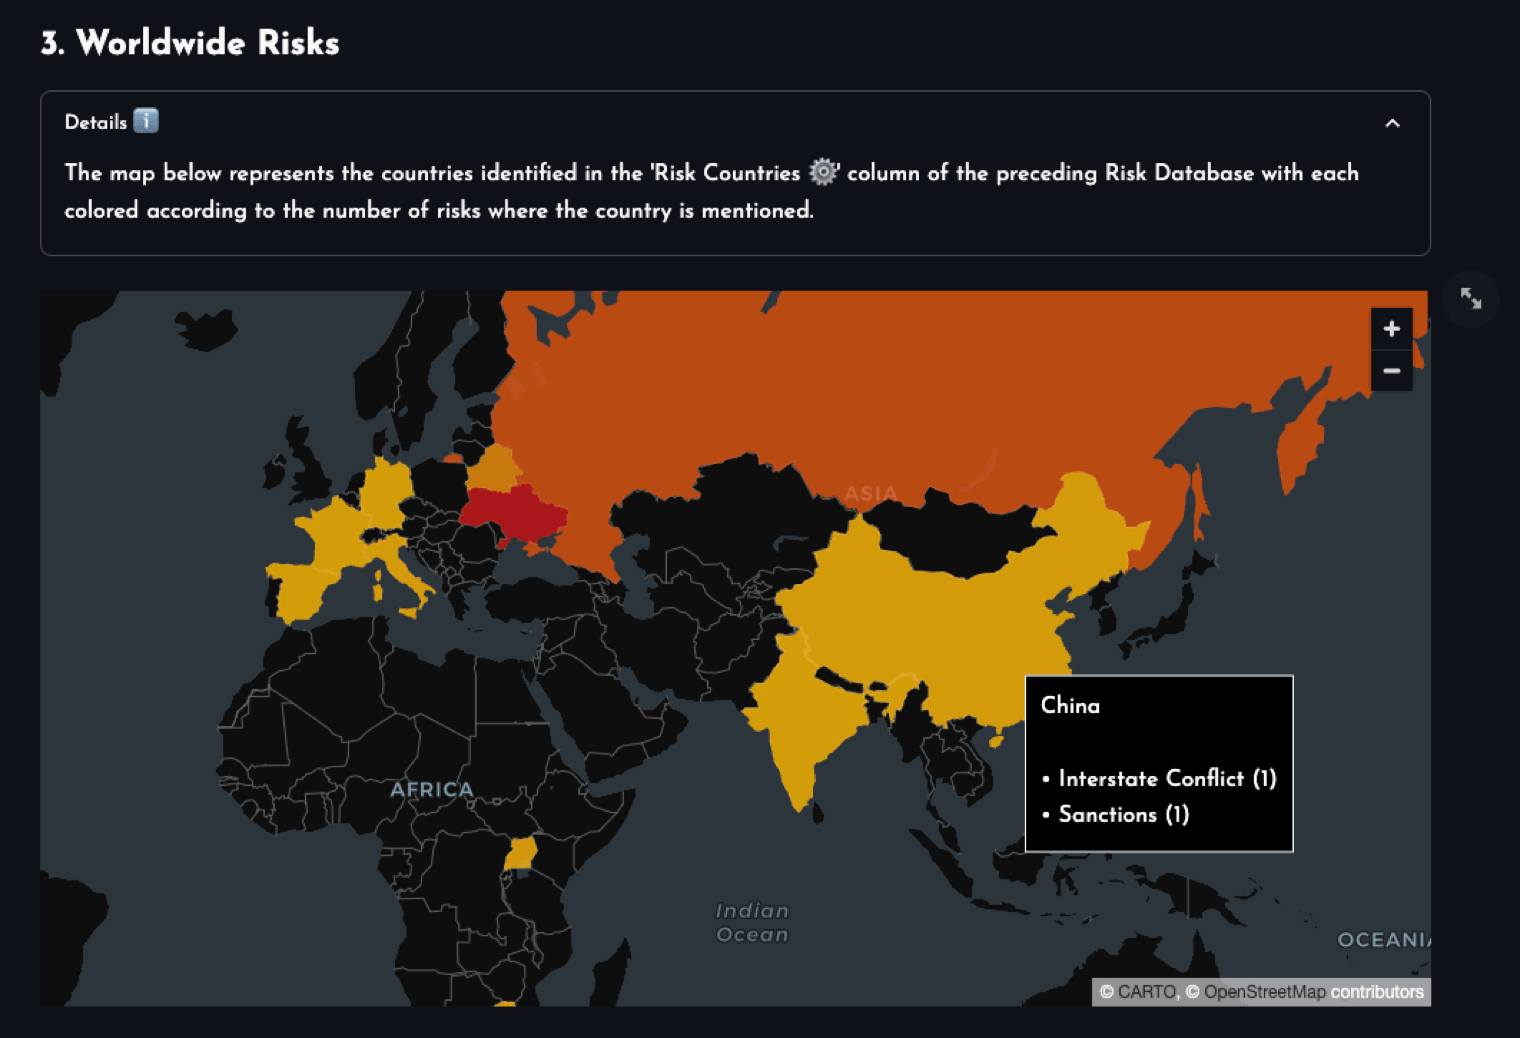 3. Worldwide Risks
Details ℹ️
The map below represents the countries identified in the 'Risk Countries ⚙️' column of the preceding Risk Database with each
colored according to the number of risks where the country is mentioned.
+
−
ASIA
China
• Interstate Conflict (1)
• Sanctions (1)
AFRICA
Indian
Ocean
OCEANIA
© CARTO, © OpenStreetMap contributors